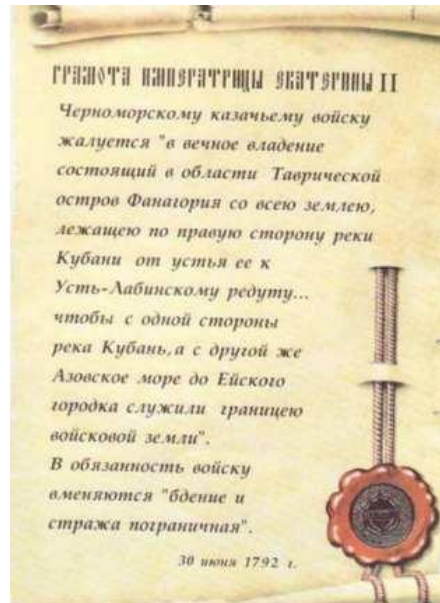 ГРАМОТА ИМПЕРАТРИЦЫ ЕКАТЕРИНЫ II
Черноморскому казачьему войску
жалуется "в вечное владение
состоящий в области Таврической
остров Фанагория со всею землею,
лежащею по правую сторону реки
Кубани от устья ее к
Усть-Лабинскому редуту...
чтобы с одной стороны
река Кубань,а с другой же
Азовское море до Ейского
городка служили границею
войсковой земли".
В обязанность войску
вменяются "бдение и
стража пограничная".
30 июня 1792 г.